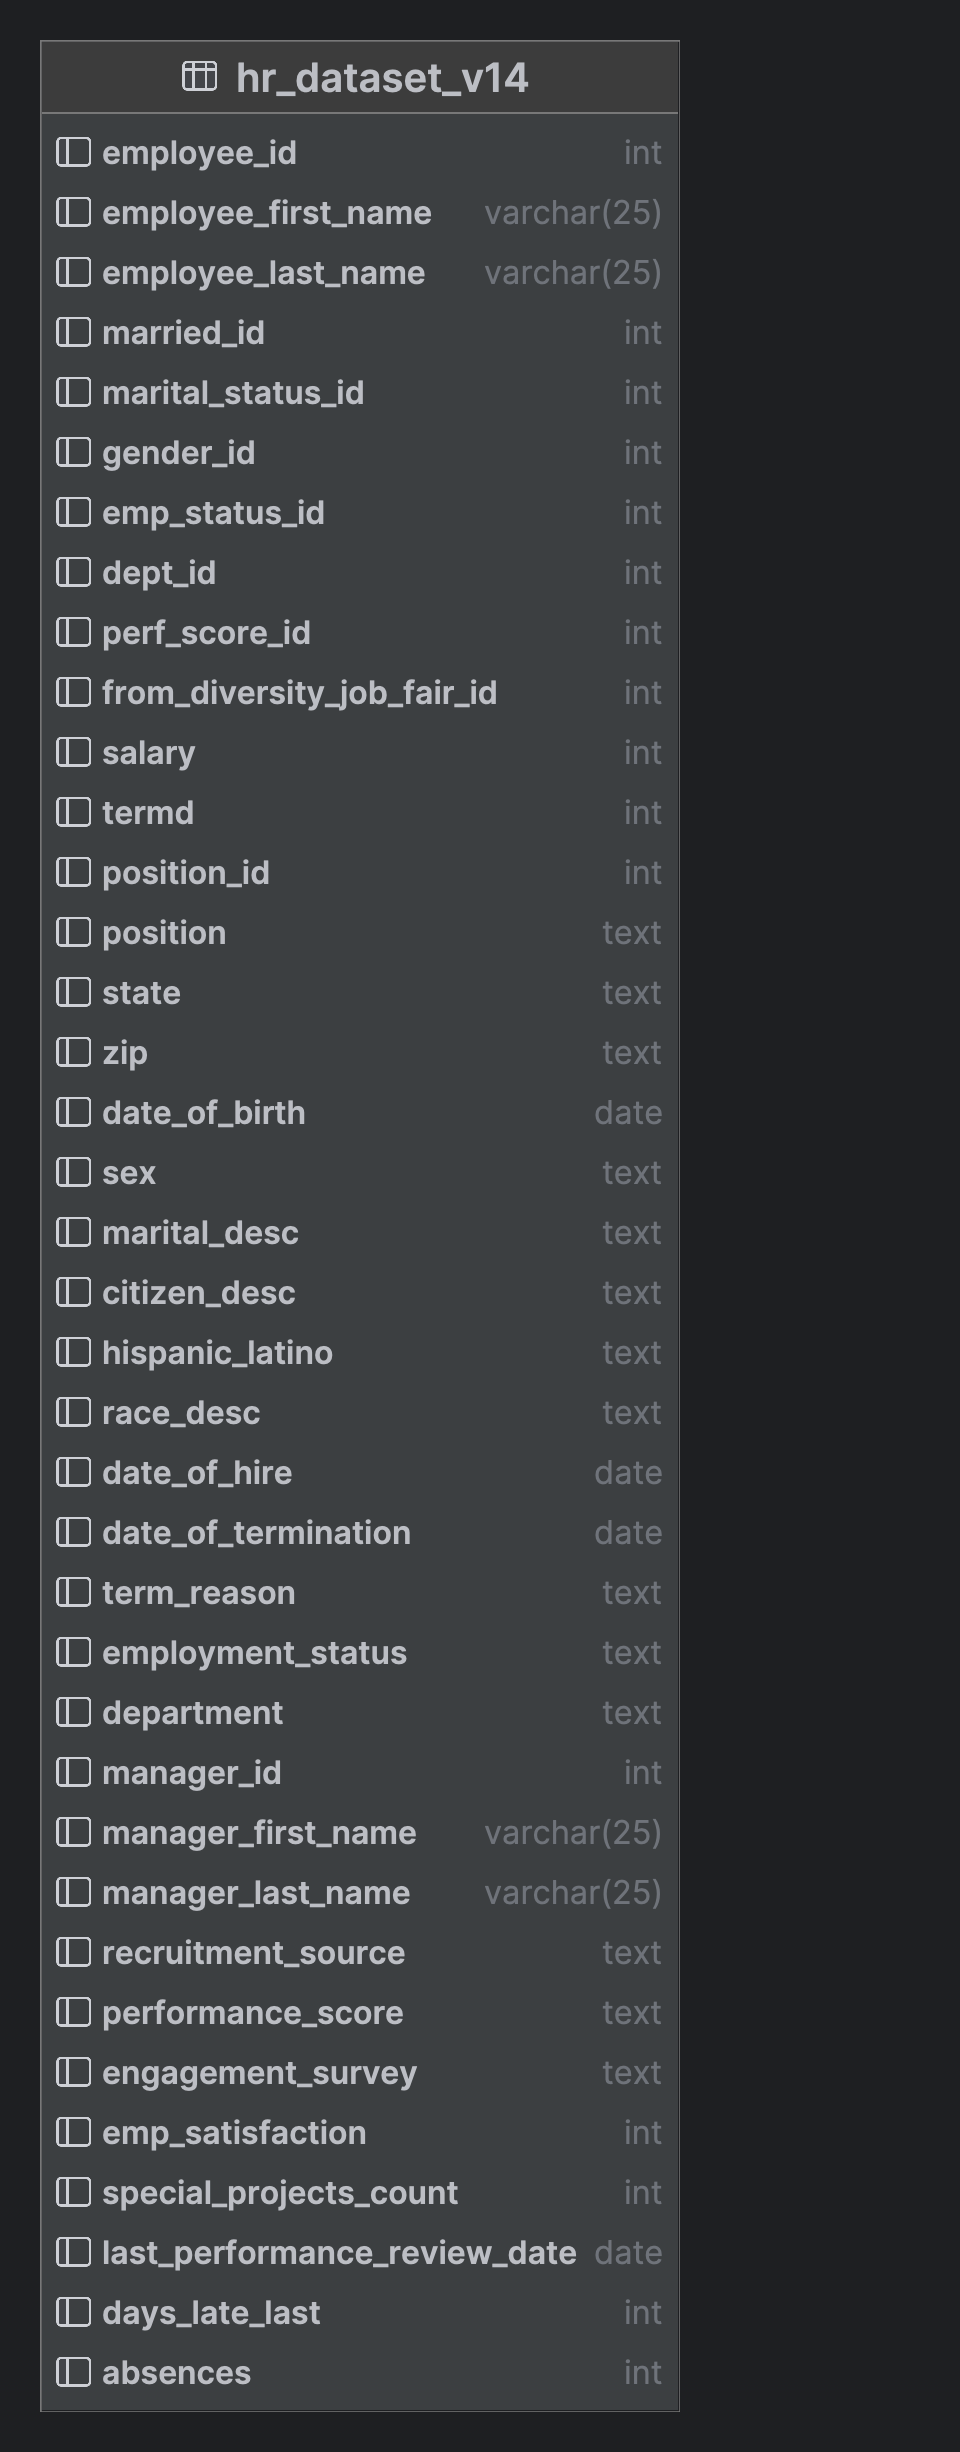 hr_dataset_v14
employee_id int
employee_first_name varchar(25)
employee_last_name varchar(25)
married_id int
marital_status_id int
gender_id int
emp_status_id int
dept_id int
perf_score_id int
from_diversity_job_fair_id int
salary int
termd int
position_id int
position text
state text
zip text
date_of_birth date
sex text
marital_desc text
citizen_desc text
hispanic_latino text
race_desc text
date_of_hire date
date_of_termination date
term_reason text
employment_status text
department text
manager_id int
manager_first_name varchar(25)
manager_last_name varchar(25)
recruitment_source text
performance_score text
engagement_survey text
emp_satisfaction int
special_projects_count int
last_performance_review_date date
days_late_last int
absences int